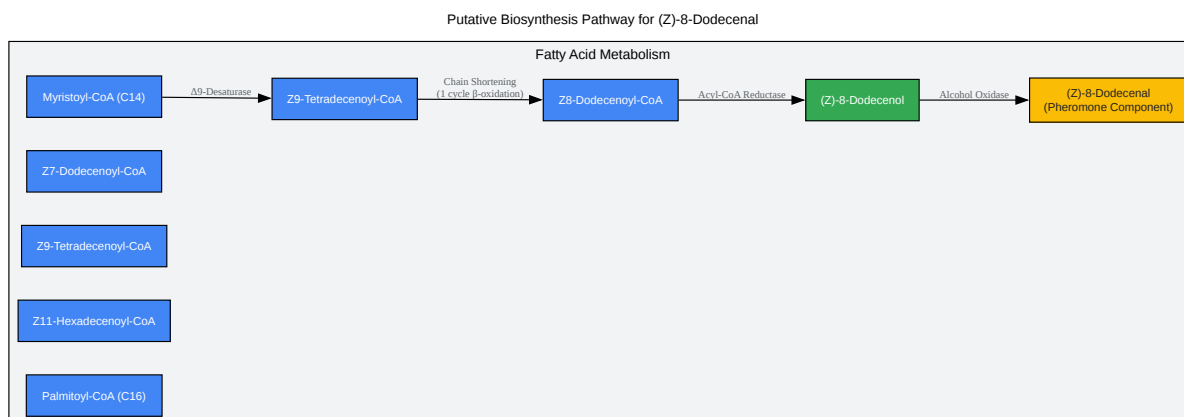 Putative Biosynthesis Pathway for (Z)-8-Dodecenal
Fatty Acid Metabolism
Myristoyl-CoA (C14)
Δ9-Desaturase
Z9-Tetradecenoyl-CoA
Chain Shortening
(1 cycle β-oxidation)
Z8-Dodecenoyl-CoA
Acyl-CoA Reductase
(Z)-8-Dodecenol
Alcohol Oxidase
(Z)-8-Dodecenal
(Pheromone Component)
Z7-Dodecenoyl-CoA
Z9-Tetradecenoyl-CoA
Z11-Hexadecenoyl-CoA
Palmitoyl-CoA (C16)